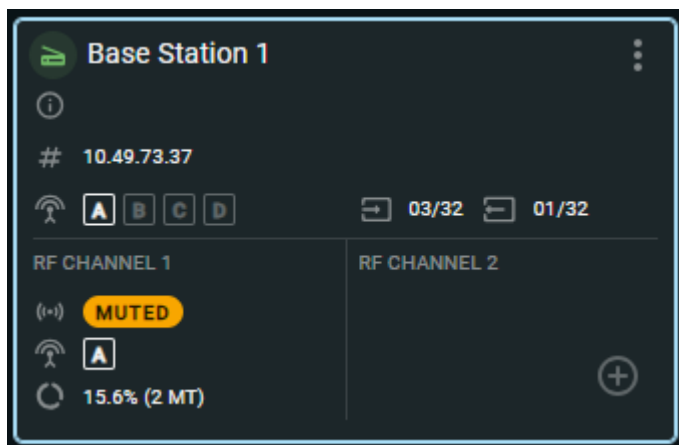 Base Station 1
# 10.49.73.37
A B C D 03/32 01/32
RF CHANNEL 1 RF CHANNEL 2
MUTED
A
15.6% (2 MT)